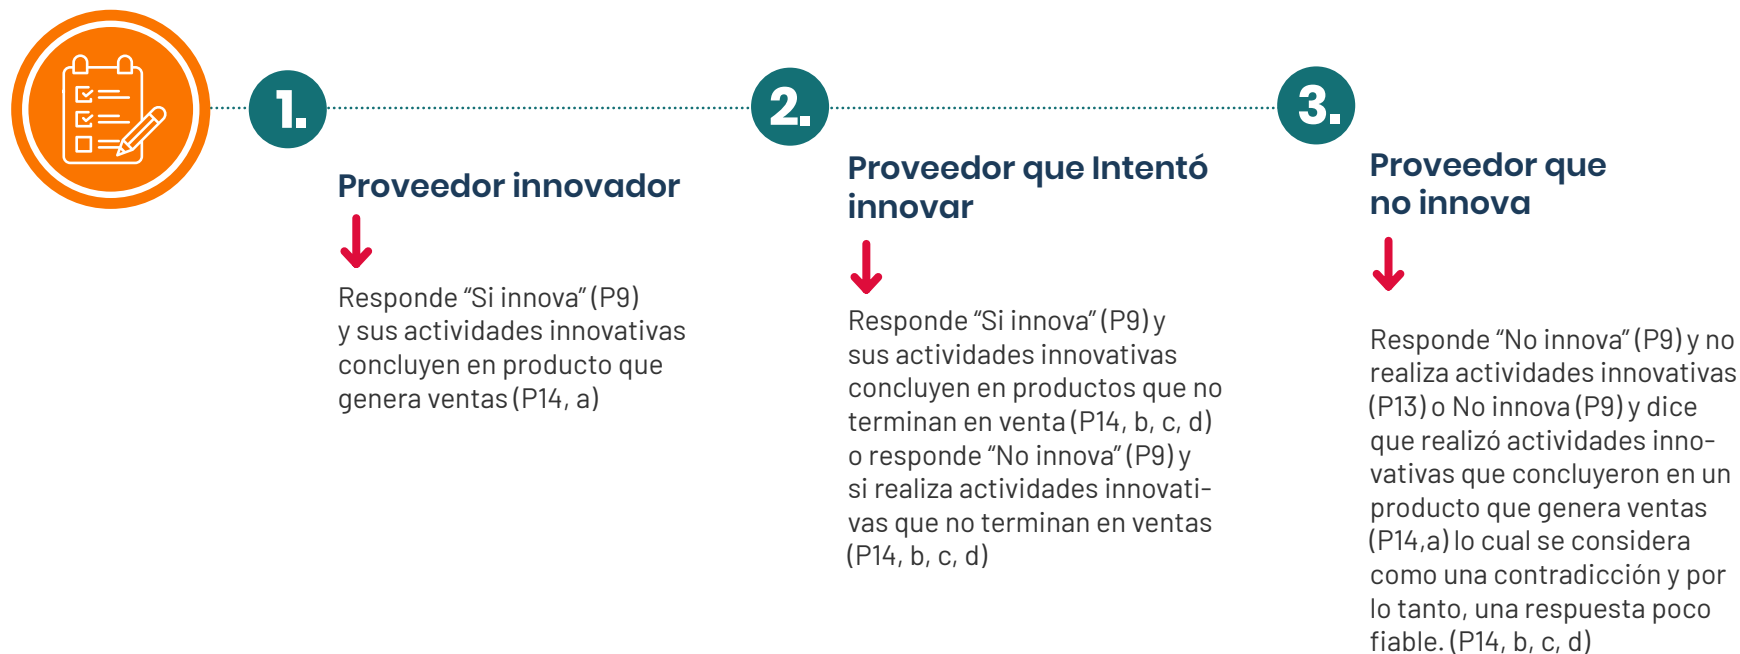 1.
Proveedor innovador
Responde “Si innova” (P9)
y sus actividades innovativas
concluyen en producto que
genera ventas (P14, a)
2.
Proveedor que Intentó
innovar
Responde “Si innova” (P9) y
sus actividades innovativas
concluyen en productos que no
terminan en venta (P14, b, c, d)
o responde “No innova” (P9) y
si realiza actividades innovati-
vas que no terminan en ventas
(P14, b, c, d)
3.
Proveedor que
no innova
Responde “No innova” (P9) y no
realiza actividades innovativas
(P13) o No innova (P9) y dice
que realizó actividades inno-
vativas que concluyeron en un
producto que genera ventas
(P14,a) lo cual se considera
como una contradicción y por
lo tanto, una respuesta poco
fiable. (P14, b, c, d)